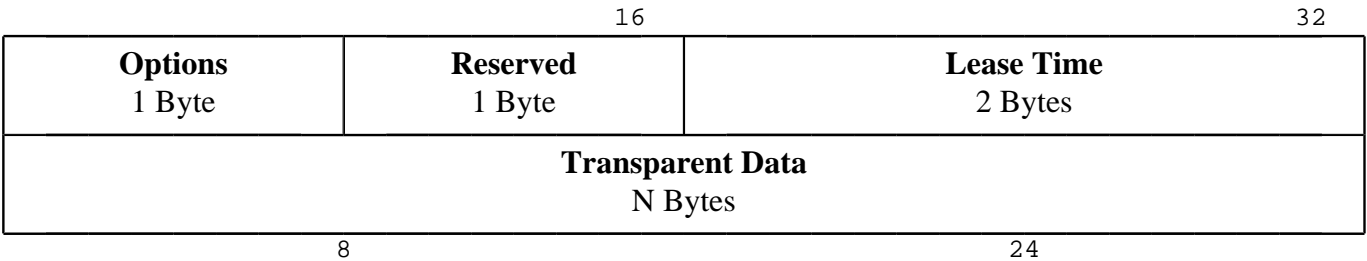 16 32
Options Reserved Lease Time
1 Byte 1 Byte 2 Bytes
Transparent Data
N Bytes
8 24